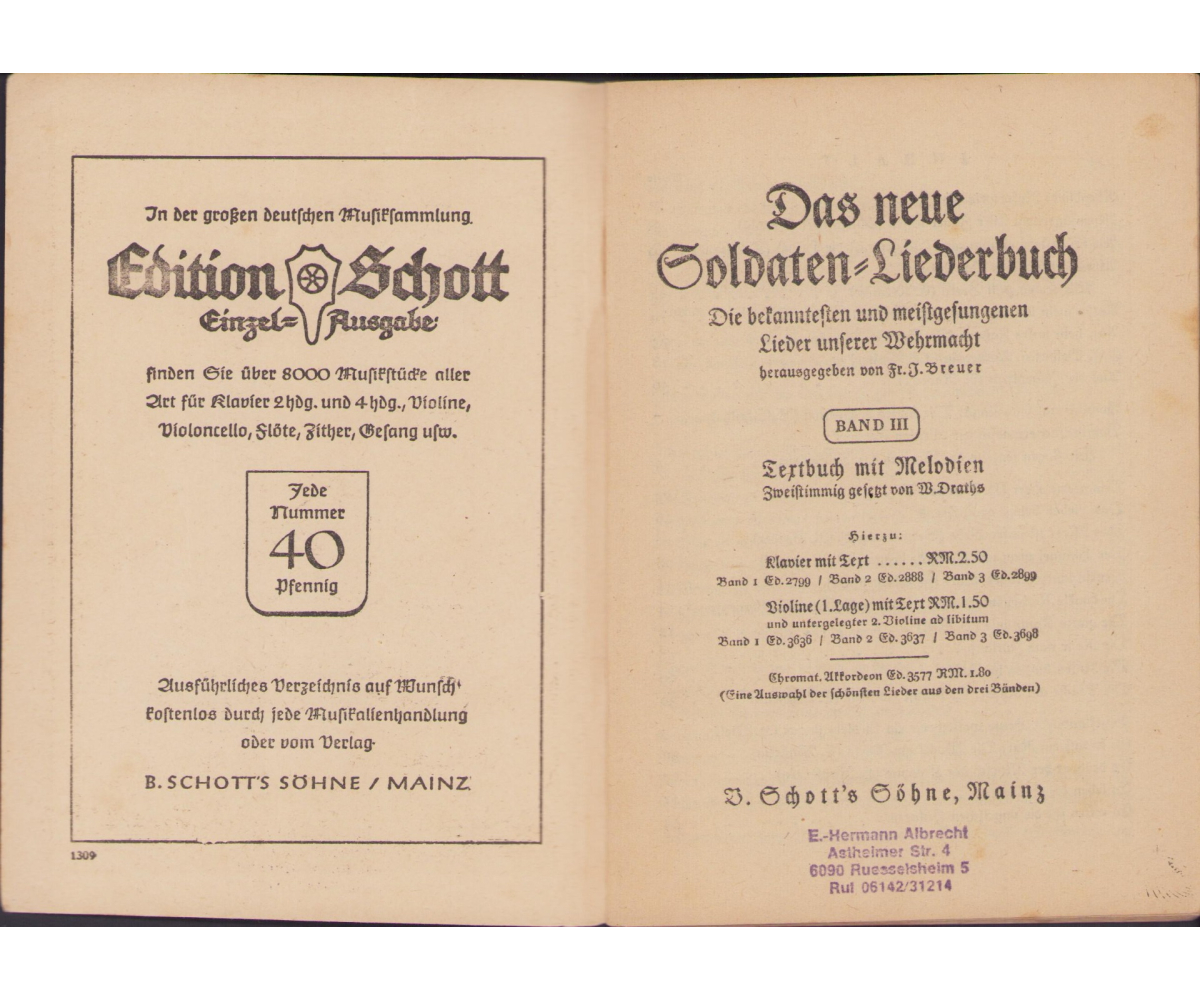 In der großen deutschen Musiksammlung
Edition Schott
Einzel-Ausgabe
finden Sie über 8000 Musikstücke aller
Art für Klavier 2 hdg. und 4 hdg., Violine,
Violoncello, Flöte, Zither, Gesang usw.
Jede
Nummer
40
Pfennig
Ausführliches Verzeichnis auf Wunsch
kostenlos durch jede Musikalienhandlung
oder vom Verlag
B. SCHOTT'S SÖHNE / MAINZ
1309
Das neue
Soldaten-Liederbuch
Die bekanntesten und meistgesungenen
Lieder unserer Wehrmacht
herausgegeben von Fr. J. Breuer
BAND III
Textbuch mit Melodien
Zweistimmig gesetzt von W. Draths
Hierzu:
Klavier mit Text ...... RM. 2.50
Band 1 Ed. 2799 / Band 2 Ed. 2888 / Band 3 Ed. 2899
Violine (1. Lage) mit Text RM. 1.50
und untergelegter 2. Violine ad libitum
Band 1 Ed. 3636 / Band 2 Ed. 3637 / Band 3 Ed. 3698
Chromat. Akkordeon Ed. 3577 RM. 1.80
(Eine Auswahl der schönsten Lieder aus den drei Bänden)
B. Schott's Söhne, Mainz
E.-Hermann Albrecht
Astheimer Str. 4
6090 Ruesselsheim 5
Ruf 06142/31214